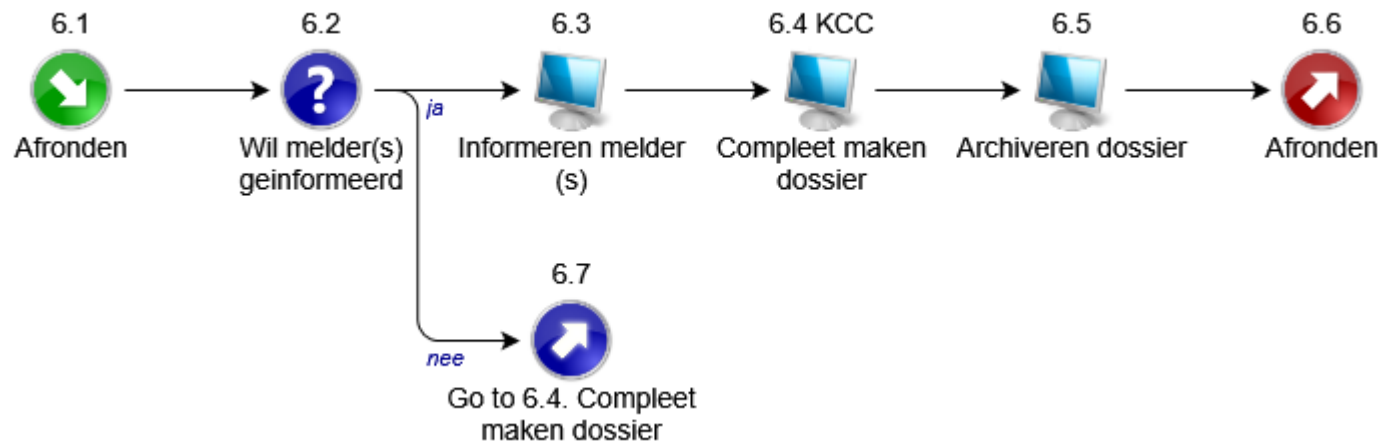 6.1
6.2
6.3
6.4 KCC
6.5
6.6
?
ja
Afronden
Wil melder(s)
geinformeerd
Informeren melder
(s)
Compleet maken
dossier
Archiveren dossier
Afronden
6.7
nee
Go to 6.4. Compleet
maken dossier